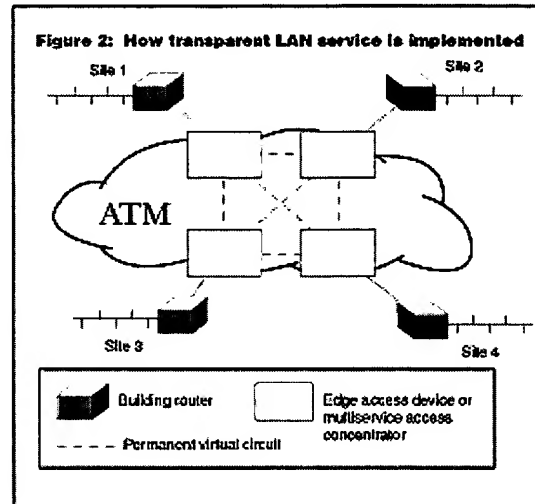 Figure 2: How transparent LAN service is implemented
Site 1
Site 2
ATM
Site 3
Site 4
Building router
Edge access device or
multiservice access
concentrator
Permanent virtual circuit